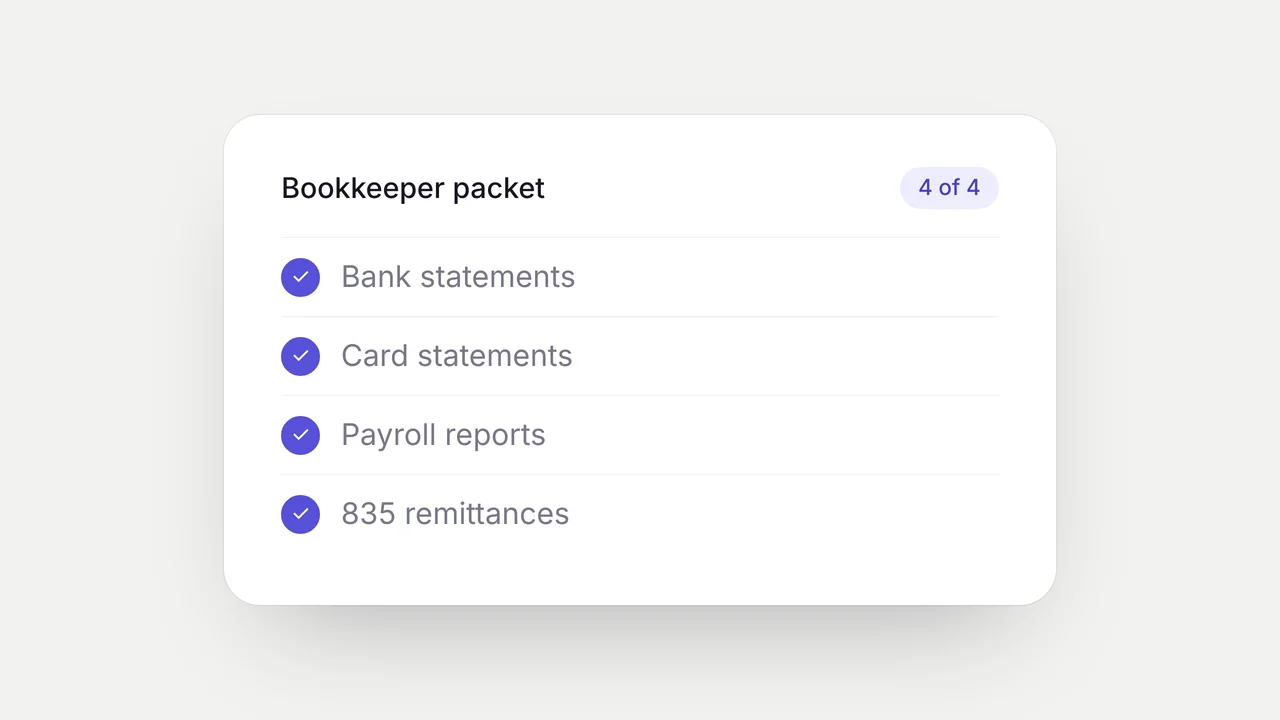 Bookkeeper packet
4 of 4
Bank statements
Card statements
Payroll reports
835 remittances